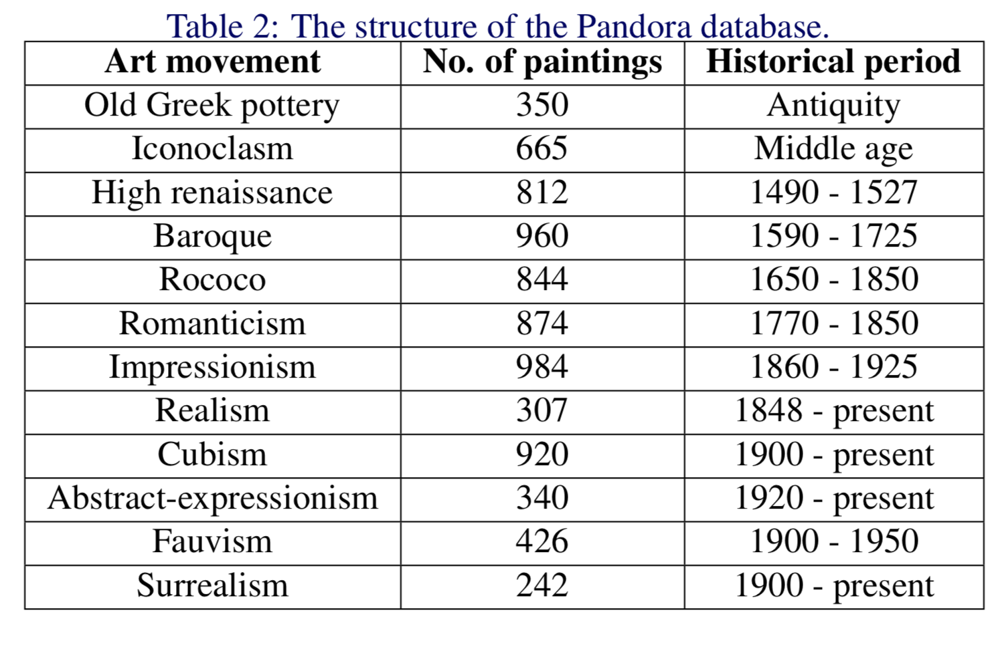 Table 2: The structure of the Pandora database.
Art movement No. of paintings Historical period
Old Greek pottery 350 Antiquity
Iconoclasm 665 Middle age
High renaissance 812 1490 - 1527
Baroque 960 1590 - 1725
Rococo 844 1650 - 1850
Romanticism 874 1770 - 1850
Impressionism 984 1860 - 1925
Realism 307 1848 - present
Cubism 920 1900 - present
Abstract-expressionism 340 1920 - present
Fauvism 426 1900 - 1950
Surrealism 242 1900 - present